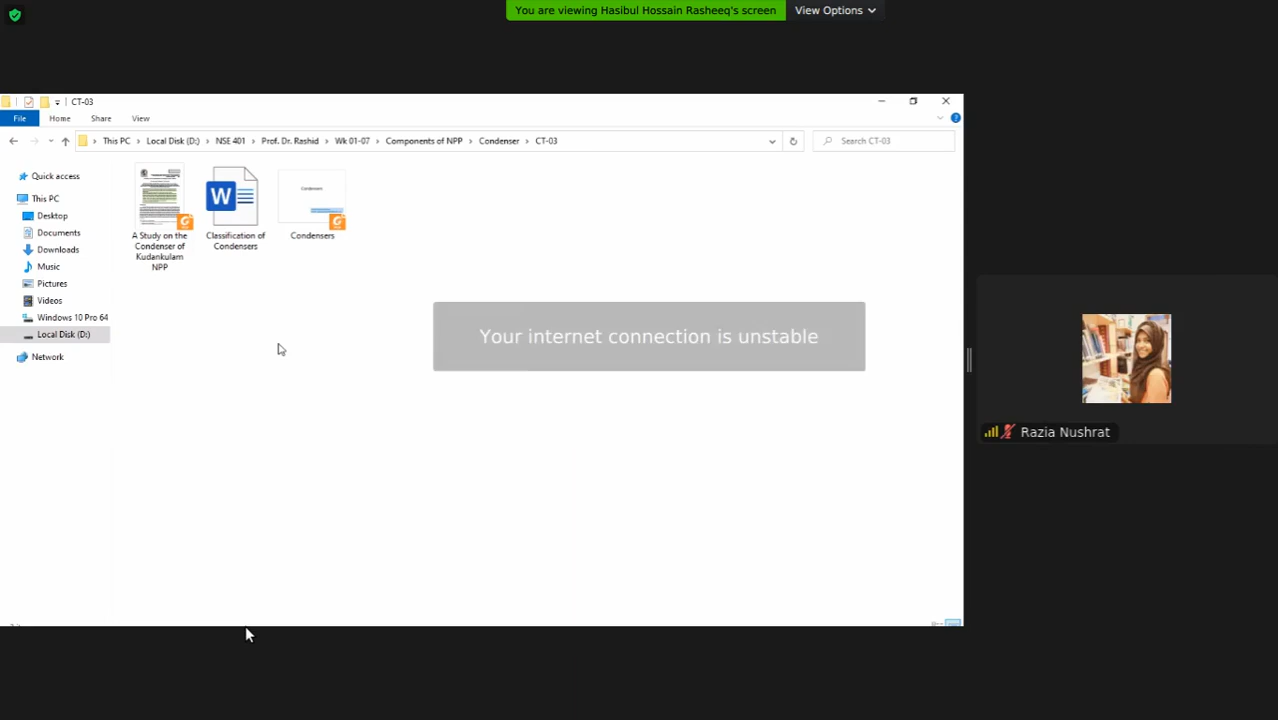 You are viewing Hasibul Hossain Rasheeq's screen
View Options
CT-03
File Home Share View
This PC Local Disk (D:) NSE 401 Prof. Dr. Rashid Wk 01-07 Components of NPP Condenser CT-03
Search CT-03
Quick access
This PC
Desktop
Documents
Downloads
Music
Pictures
Videos
Windows 10 Pro 64
Local Disk (D:)
Network
A Study on the
Condenser of
Kudankulam
NPP
W
Classification of
Condensers
Condensers
Condensers
Your internet connection is unstable
Razia Nushrat